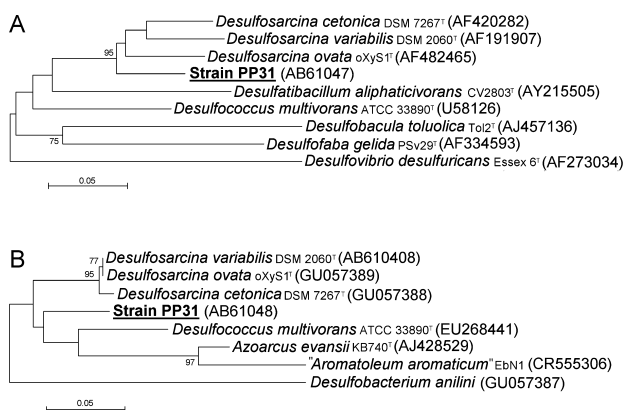 A
Desulfosarcina cetonica DSM 7267ᵀ (AF420282)
Desulfosarcina variabilis DSM 2060ᵀ (AF191907)
95
Desulfosarcina ovata oXyS1ᵀ (AF482465)
Strain PP31 (AB61047)
Desulfatibacillum aliphaticivorans CV2803ᵀ (AY215505)
Desulfococcus multivorans ATCC 33890ᵀ (U58126)
Desulfobacula toluolica Tol2ᵀ (AJ457136)
75
Desulfofaba gelida PSv29ᵀ (AF334593)
Desulfovibrio desulfuricans Essex 6ᵀ (AF273034)
0.05
B
77
Desulfosarcina variabilis DSM 2060ᵀ (AB610408)
95
Desulfosarcina ovata oXyS1ᵀ (GU057389)
Desulfosarcina cetonica DSM 7267ᵀ (GU057388)
Strain PP31 (AB61048)
Desulfococcus multivorans ATCC 33890ᵀ (EU268441)
Azoarcus evansii KB740ᵀ (AJ428529)
97
"Aromatoleum aromaticum" EbN1 (CR555306)
Desulfobacterium anilini (GU057387)
0.05